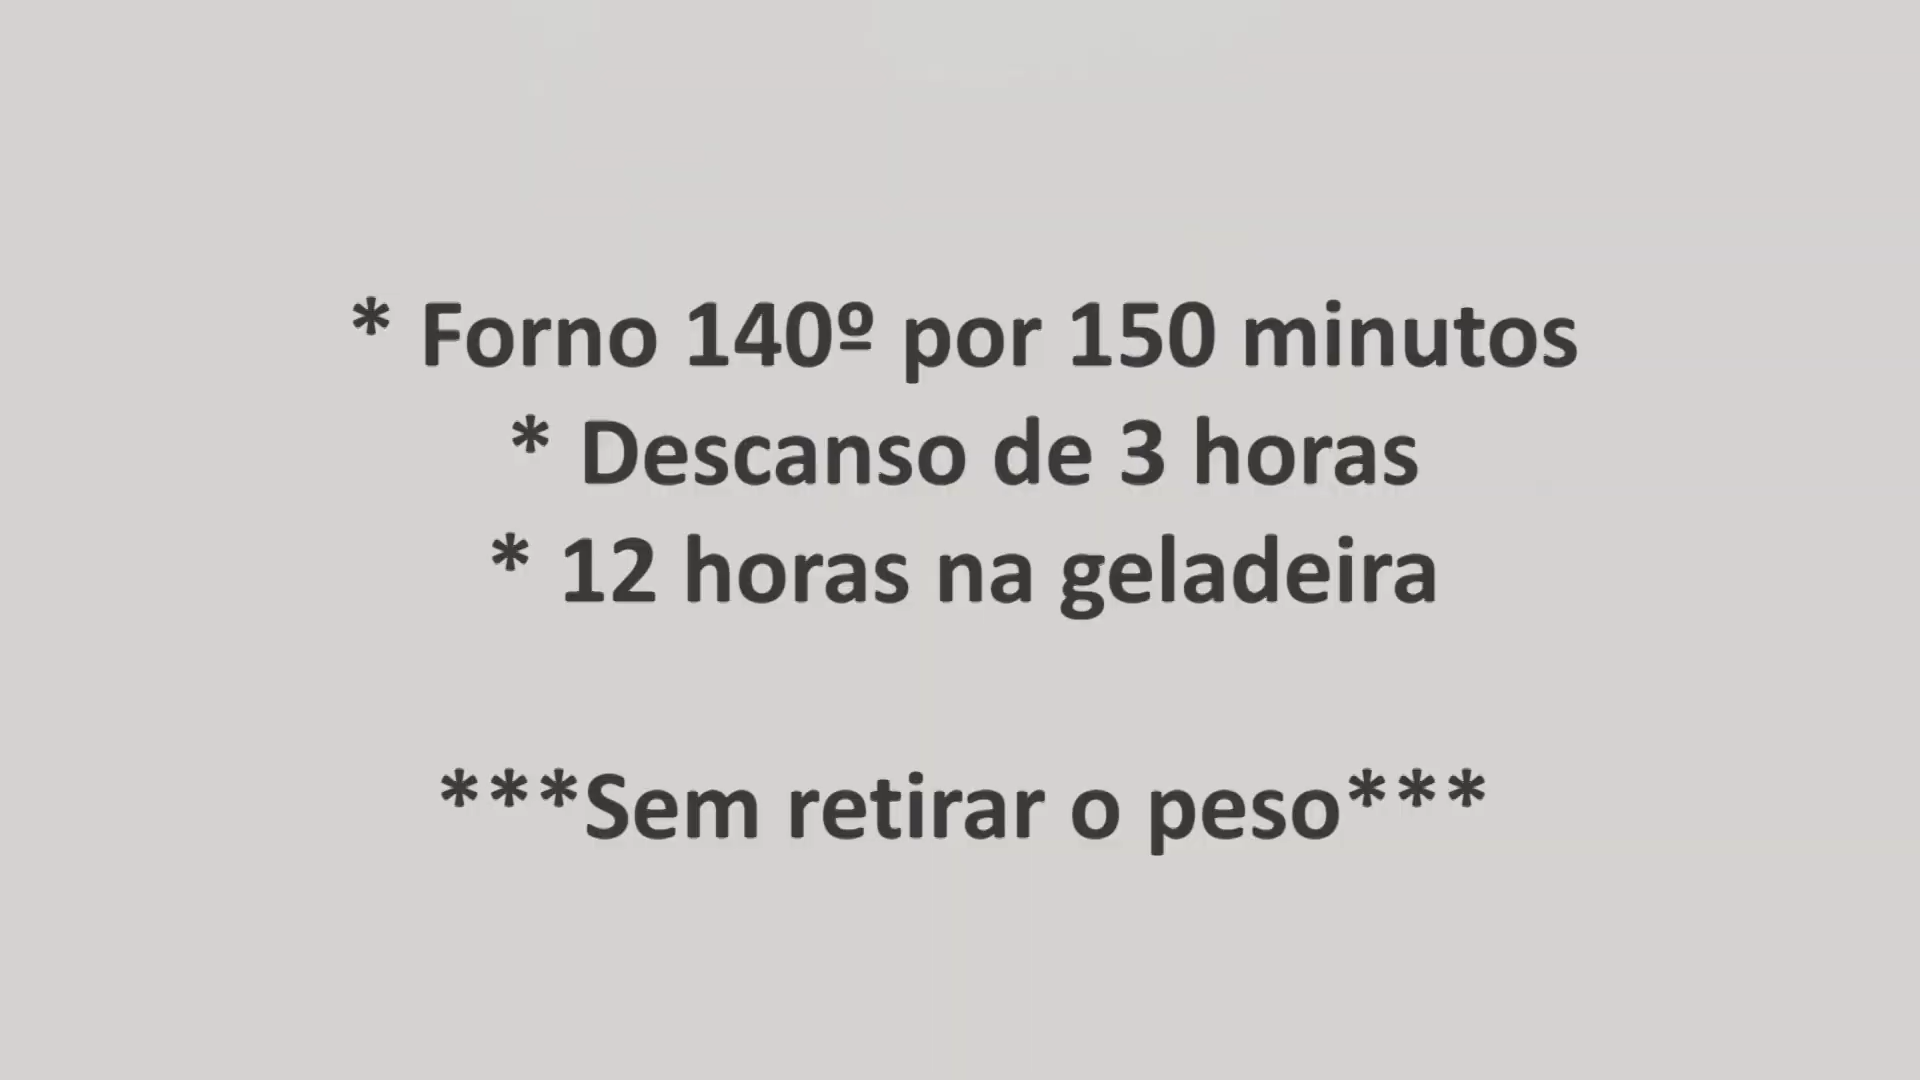 * Forno 140º por 150 minutos
* Descanso de 3 horas
* 12 horas na geladeira
***Sem retirar o peso***